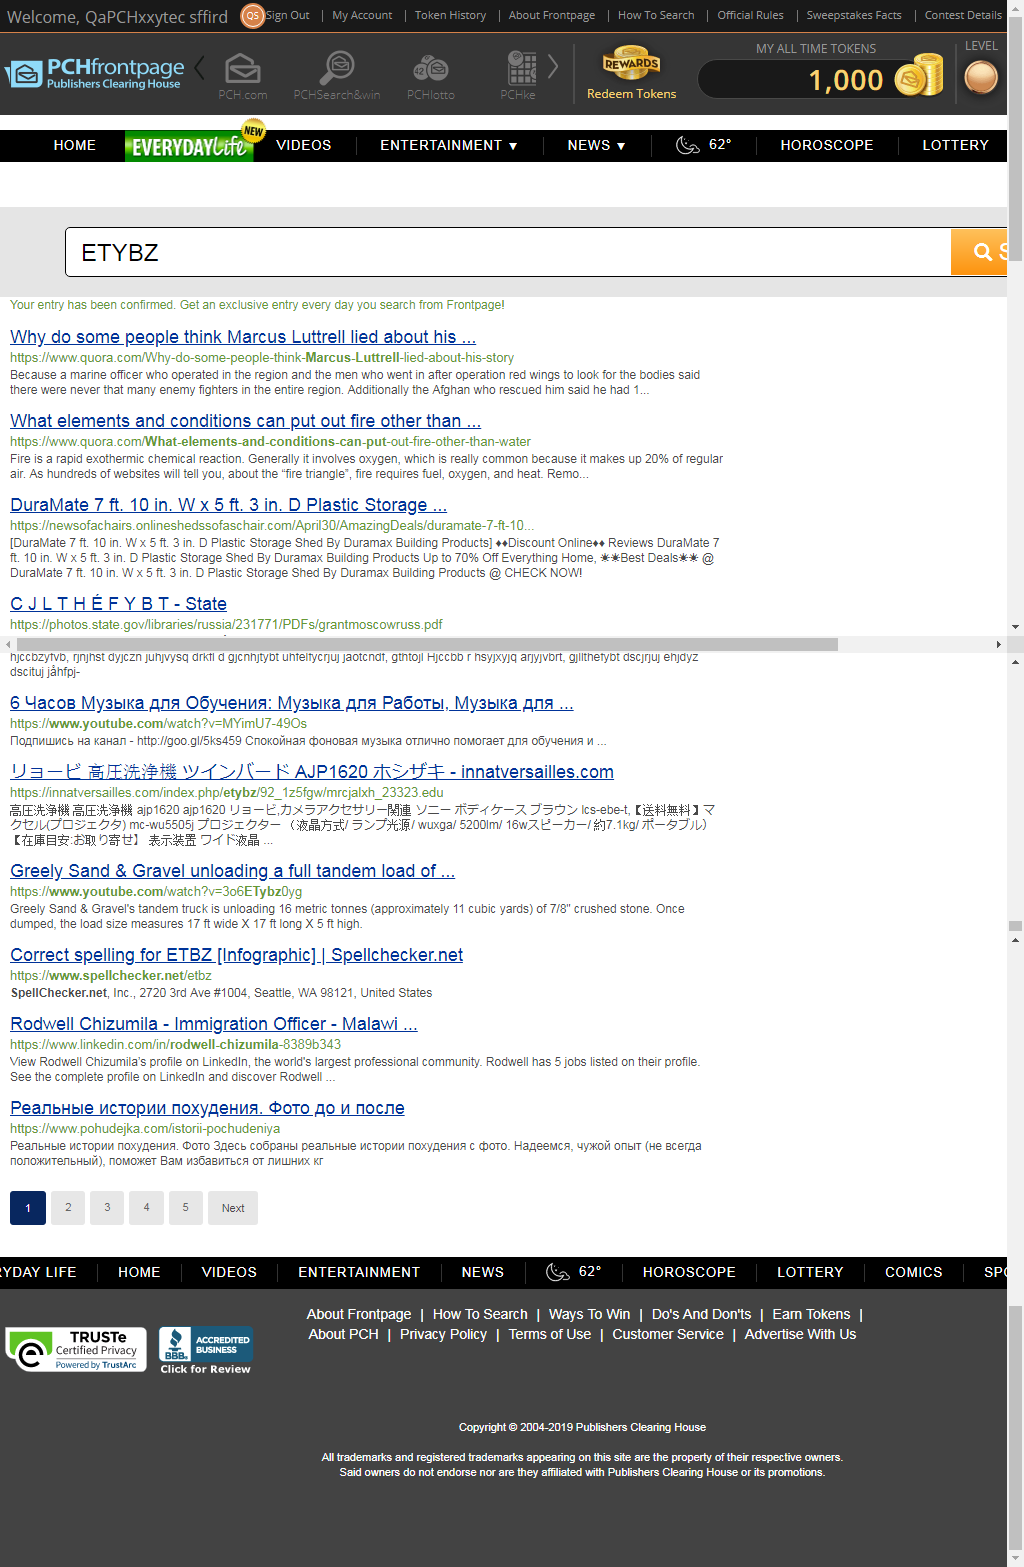 Welcome, QaPCHxxytec sffird QS Sign Out | My Account | Token History | About Frontpage | How To Search | Official Rules | Sweepstakes Facts | Contest Details
PCHfrontpage
Publishers Clearing House
PCH.com PCHSearch&win PCHlotto PCHke
REWARDS
Redeem Tokens
MY ALL TIME TOKENS
1,000
LEVEL
HOME EVERYDAY Life NEW VIDEOS ENTERTAINMENT ▼ NEWS ▼ 62° HOROSCOPE LOTTERY
ETYBZ
Your entry has been confirmed. Get an exclusive entry every day you search from Frontpage!
Why do some people think Marcus Luttrell lied about his ...
https://www.quora.com/Why-do-some-people-think-Marcus-Luttrell-lied-about-his-story
Because a marine officer who operated in the region and the men who went in after operation red wings to look for the bodies said
there were never that many enemy fighters in the entire region. Additionally the Afghan who rescued him said he had 1...
What elements and conditions can put out fire other than ...
https://www.quora.com/What-elements-and-conditions-can-put-out-fire-other-than-water
Fire is a rapid exothermic chemical reaction. Generally it involves oxygen, which is really common because it makes up 20% of regular
air. As hundreds of websites will tell you, about the “fire triangle”, fire requires fuel, oxygen, and heat. Remo...
DuraMate 7 ft. 10 in. W x 5 ft. 3 in. D Plastic Storage ...
https://newsofachairs.onlineshedssofaschair.com/April30/AmazingDeals/duramate-7-ft-10...
[DuraMate 7 ft. 10 in. W x 5 ft. 3 in. D Plastic Storage Shed By Duramax Building Products] ♦♦Discount Online♦♦ Reviews DuraMate 7
ft. 10 in. W x 5 ft. 3 in. D Plastic Storage Shed By Duramax Building Products Up to 70% Off Everything Home, ☀☀Best Deals☀☀ @
DuraMate 7 ft. 10 in. W x 5 ft. 3 in. D Plastic Storage Shed By Duramax Building Products @ CHECK NOW!
C J L T H É F Y B T - State
https://photos.state.gov/libraries/russia/231771/PDFs/grantmoscowruss.pdf
hjccbzyfvb, rjnjhst dyjczn juhjvysq drkfl d gjcnhjtybt uhfelfycrjuj jaotcndf, gthtojl Hjccbb r hsyjxyjq arjyjvbrt, gjllthefybt dscjrjuj ehjdyz
dscituj jåhfpj-
6 Часов Музыка для Обучения: Музыка для Работы, Музыка для ...
https://www.youtube.com/watch?v=MYimU7-49Os
Подпишись на канал - http://goo.gl/5ks459 Спокойная фоновая музыка отлично помогает для обучения и ...
リョービ 高圧洗浄機 ツインバード AJP1620 ホシザキ - innatversailles.com
https://innatversailles.com/index.php/etybz/92_1z5fgw/mrcjalxh_23323.edu
高圧洗浄機 高圧洗浄機 ajp1620 ajp1620 リョービ,カメラアクセサリー関連 ソニー ボディケース ブラウン lcs-ebe-t,【送料無料】マ
クセル(プロジェクタ) mc-wu5505j プロジェクター （液晶方式/ ランプ光源/ wuxga/ 5200lm/ 16wスピーカー/ 約7.1kg/ ポータブル）
【在庫目安:お取り寄せ】 表示装置 ワイド液晶 ...
Greely Sand & Gravel unloading a full tandem load of ...
https://www.youtube.com/watch?v=3o6ETybz0yg
Greely Sand & Gravel's tandem truck is unloading 16 metric tonnes (approximately 11 cubic yards) of 7/8" crushed stone. Once
dumped, the load size measures 17 ft wide X 17 ft long X 5 ft high.
Correct spelling for ETBZ [Infographic] | Spellchecker.net
https://www.spellchecker.net/etbz
SpellChecker.net, Inc., 2720 3rd Ave #1004, Seattle, WA 98121, United States
Rodwell Chizumila - Immigration Officer - Malawi ...
https://www.linkedin.com/in/rodwell-chizumila-8389b343
View Rodwell Chizumila's profile on LinkedIn, the world's largest professional community. Rodwell has 5 jobs listed on their profile.
See the complete profile on LinkedIn and discover Rodwell ...
Реальные истории похудения. Фото до и после
https://www.pohudejka.com/istorii-pochudeniya
Реальные истории похудения. Фото Здесь собраны реальные истории похудения с фото. Надеемся, чужой опыт (не всегда
положительный), поможет Вам избавиться от лишних кг
1 2 3 4 5 Next
RYDAY LIFE HOME VIDEOS ENTERTAINMENT NEWS 62° HOROSCOPE LOTTERY COMICS
About Frontpage | How To Search | Ways To Win | Do's And Don'ts | Earn Tokens |
About PCH | Privacy Policy | Terms of Use | Customer Service | Advertise With Us
TRUSTe
Certified Privacy
Powered by TrustArc
BBB.
ACCREDITED
BUSINESS
Click for Review
Copyright © 2004-2019 Publishers Clearing House
All trademarks and registered trademarks appearing on this site are the property of their respective owners.
Said owners do not endorse nor are they affiliated with Publishers Clearing House or its promotions.